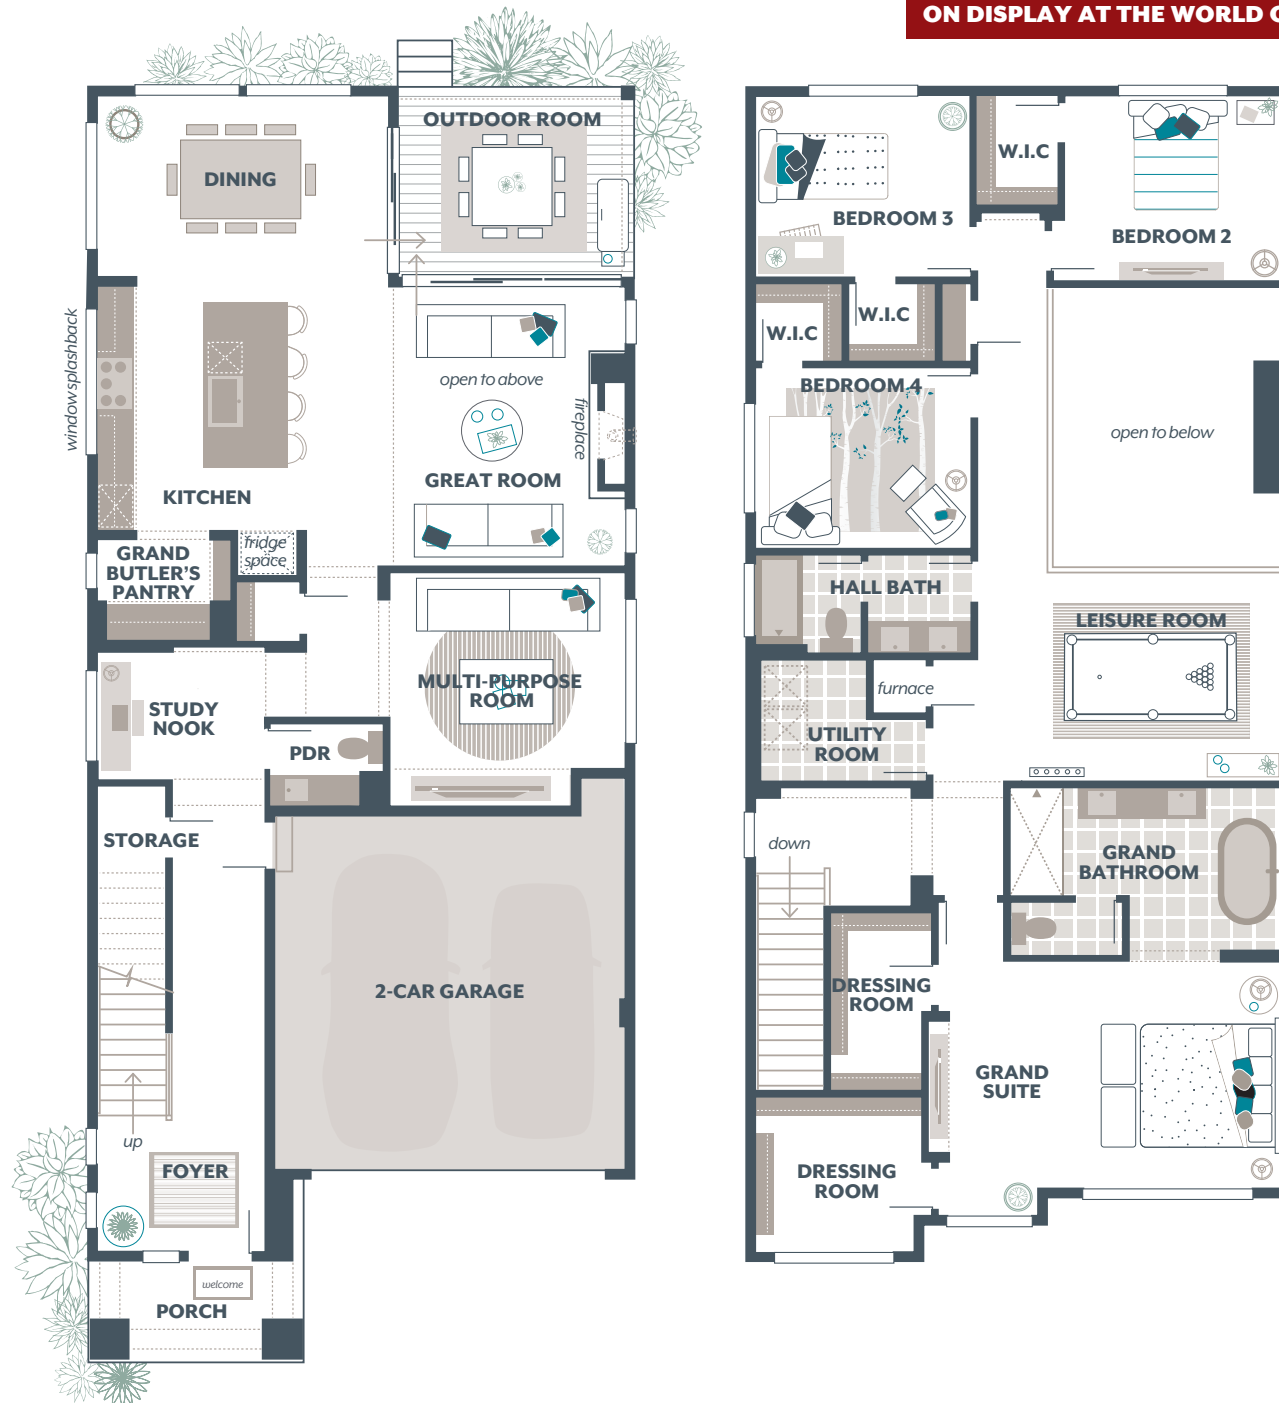 ON DISPLAY AT THE WORLD O
OUTDOOR ROOM
DINING
window splashback
open to above
fireplace
GREAT ROOM
KITCHEN
fridge
space
GRAND
BUTLER'S
PANTRY
MULTI-PURPOSE
ROOM
STUDY
NOOK
PDR
STORAGE
2-CAR GARAGE
up
FOYER
welcome
PORCH
W.I.C
BEDROOM 3
BEDROOM 2
W.I.C
W.I.C
BEDROOM 4
open to below
HALL BATH
LEISURE ROOM
furnace
UTILITY
ROOM
down
GRAND
BATHROOM
DRESSING
ROOM
GRAND
SUITE
DRESSING
ROOM